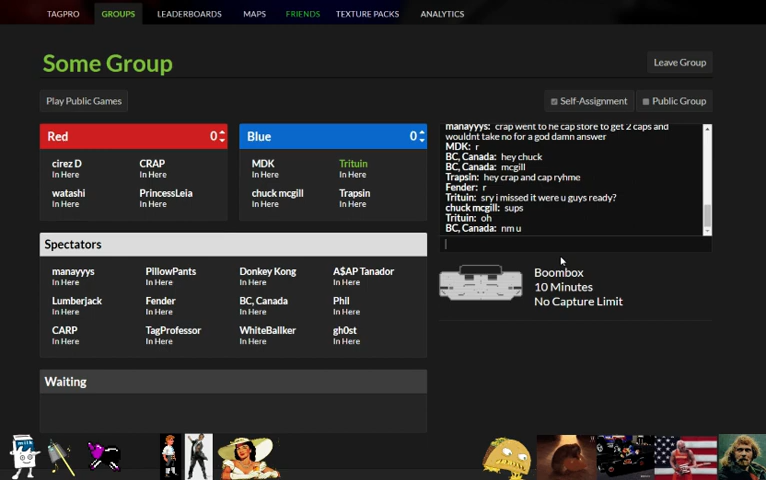 TAGPRO GROUPS LEADERBOARDS MAPS FRIENDS TEXTURE PACKS ANALYTICS
Some Group
Leave Group
Play Public Games
Self-Assignment
Public Group
Red 0
cirez D
In Here
CRAP
In Here
watashi
In Here
PrincessLeia
In Here
Blue 0
MDK
In Here
Trituin
In Here
chuck mcgill
In Here
Trapsin
In Here
manayyys: crap went to he cap store to get 2 caps and
wouldnt take no for a god damn answer
MDK: r
BC, Canada: hey chuck
BC, Canada: mcgill
Trapsin: hey crap and cap ryhme
Fender: r
Trituin: sry i missed it were u guys ready?
chuck mcgill: sups
Trituin: oh
BC, Canada: nm u
Spectators
manayyys
In Here
PillowPants
In Here
Donkey Kong
In Here
A$AP Tanador
In Here
Lumberjack
In Here
Fender
In Here
BC, Canada
In Here
Phil
In Here
CARP
In Here
TagProfessor
In Here
WhiteBallker
In Here
gh0st
In Here
Boombox
10 Minutes
No Capture Limit
Waiting
milk